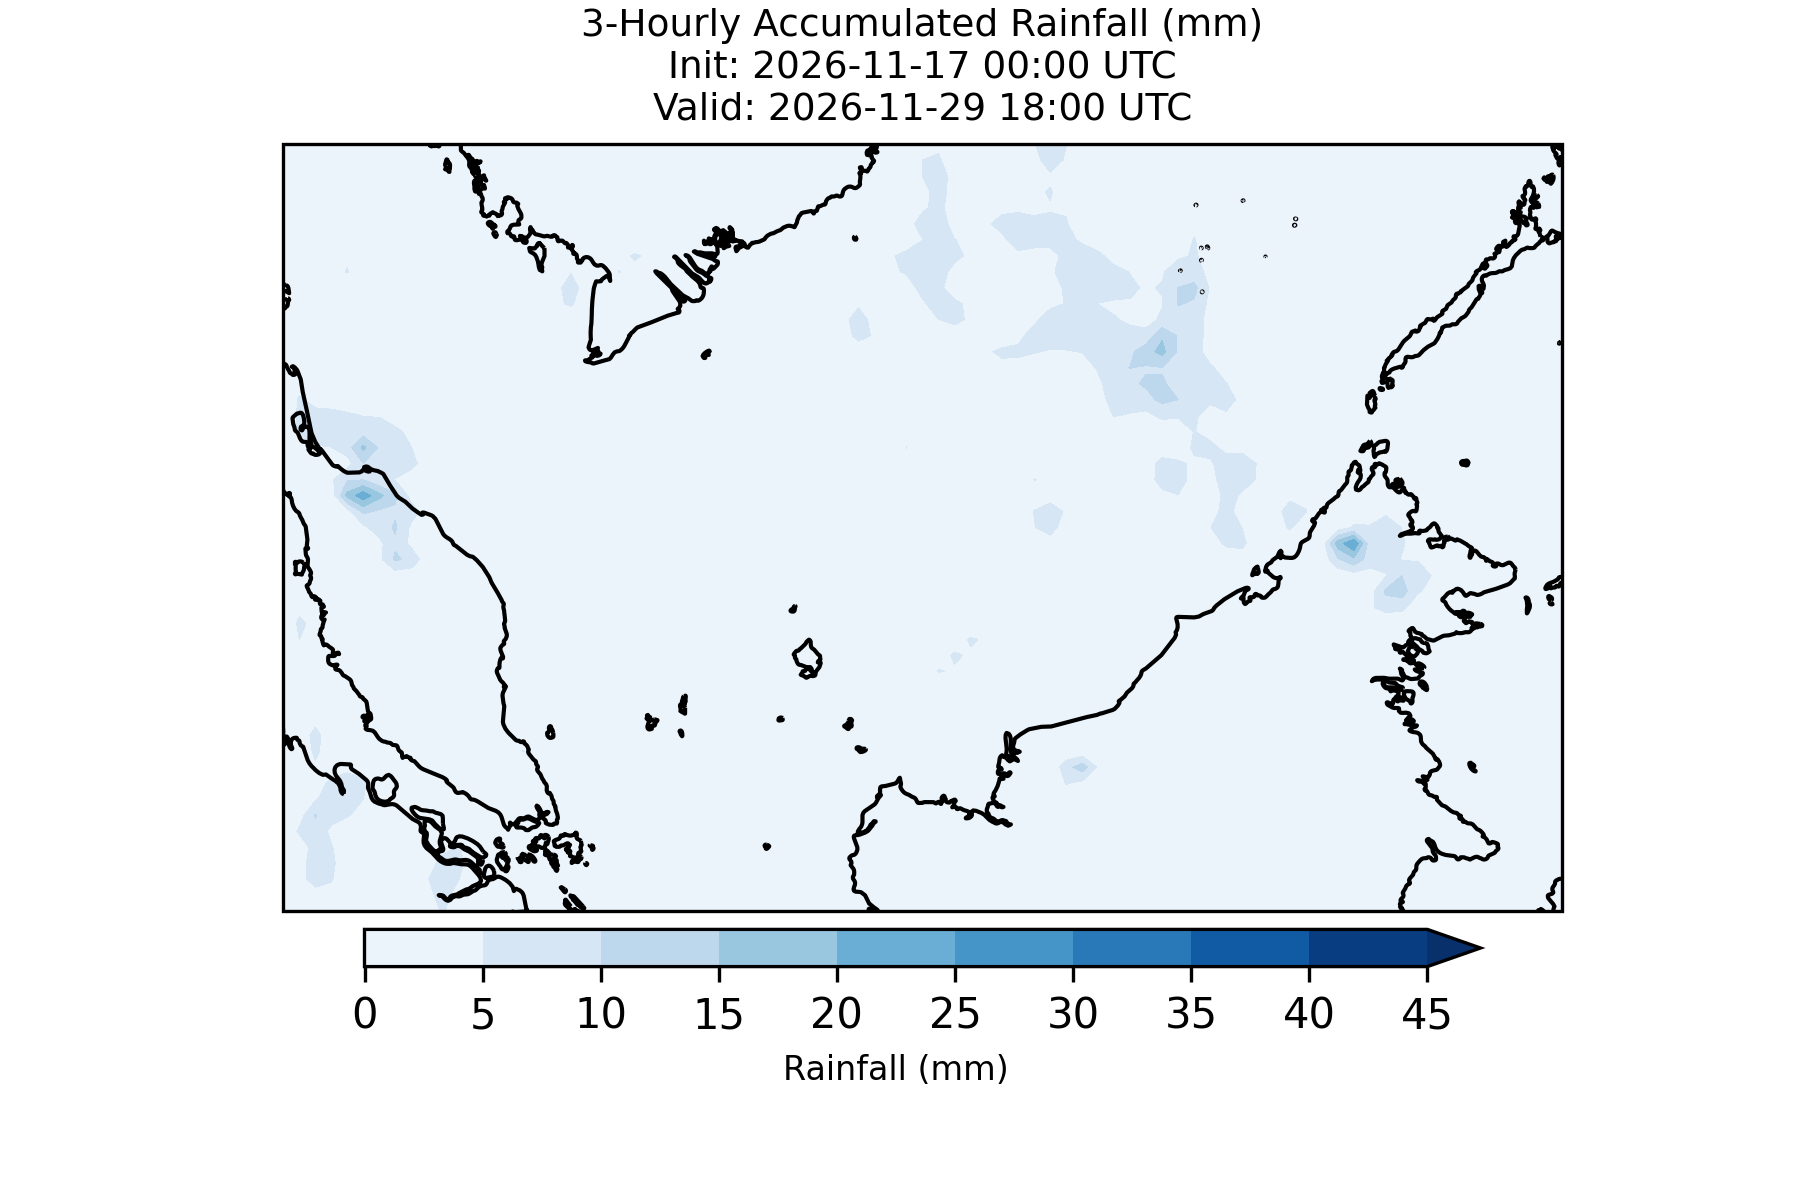 3-Hourly Accumulated Rainfall (mm)
Init: 2026-11-17 00:00 UTC
Valid: 2026-11-29 18:00 UTC
0 5 10 15 20 25 30 35 40 45
Rainfall (mm)